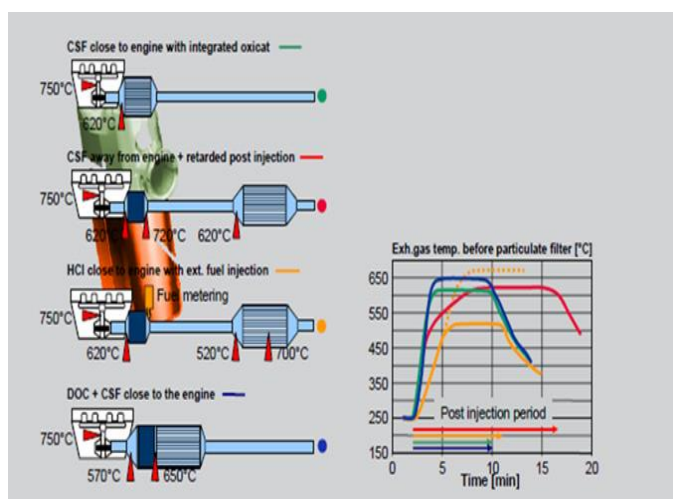 CSF close to engine with integrated oxicat
750°C
620°C
CSF away from engine + retarded post injection
750°C
620°C 720°C 620°C
HCI close to engine with ext. fuel injection
Fuel metering
750°C
620°C 520°C 700°C
DOC + CSF close to the engine
750°C
570°C 650°C
Exh.gas temp. before particulate filter [°C]
650
550
450
350
250
150
Post injection period
0 5 10 15 20
Time [min]